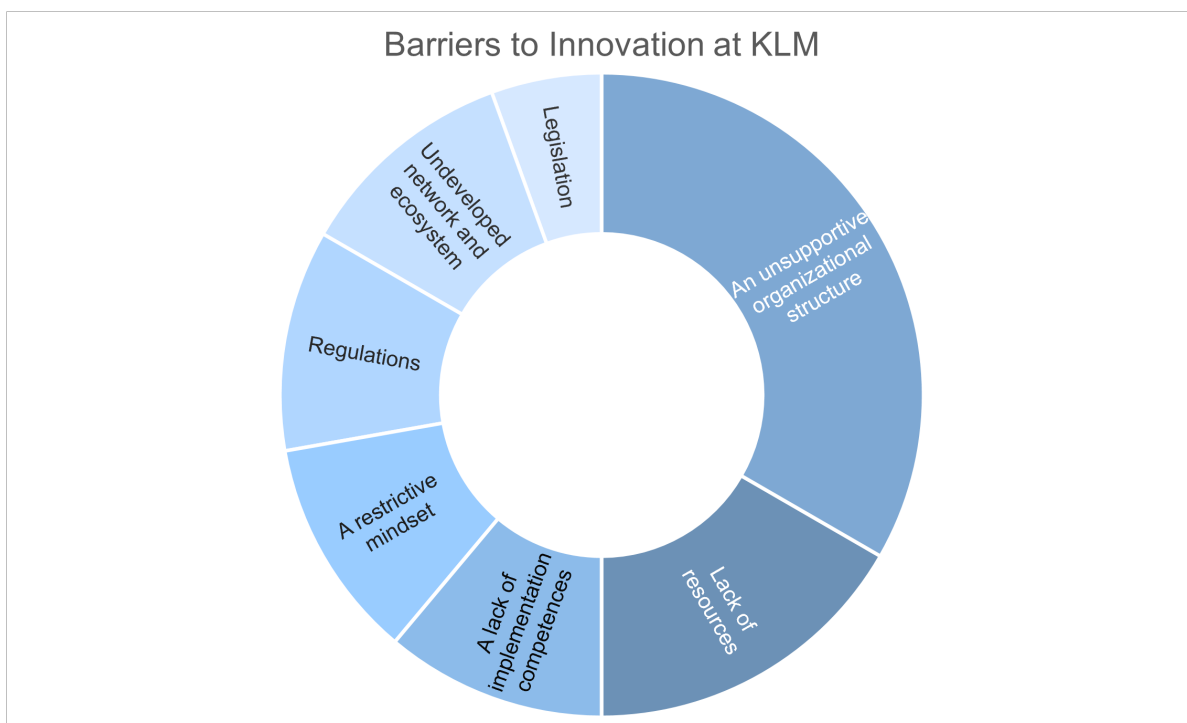 Barriers to Innovation at KLM
An unsupportive
organizational
structure
Lack of
resources
A lack of
implementation
competences
A restrictive
mindset
Regulations
Undeveloped
network and
ecosystem
Legislation